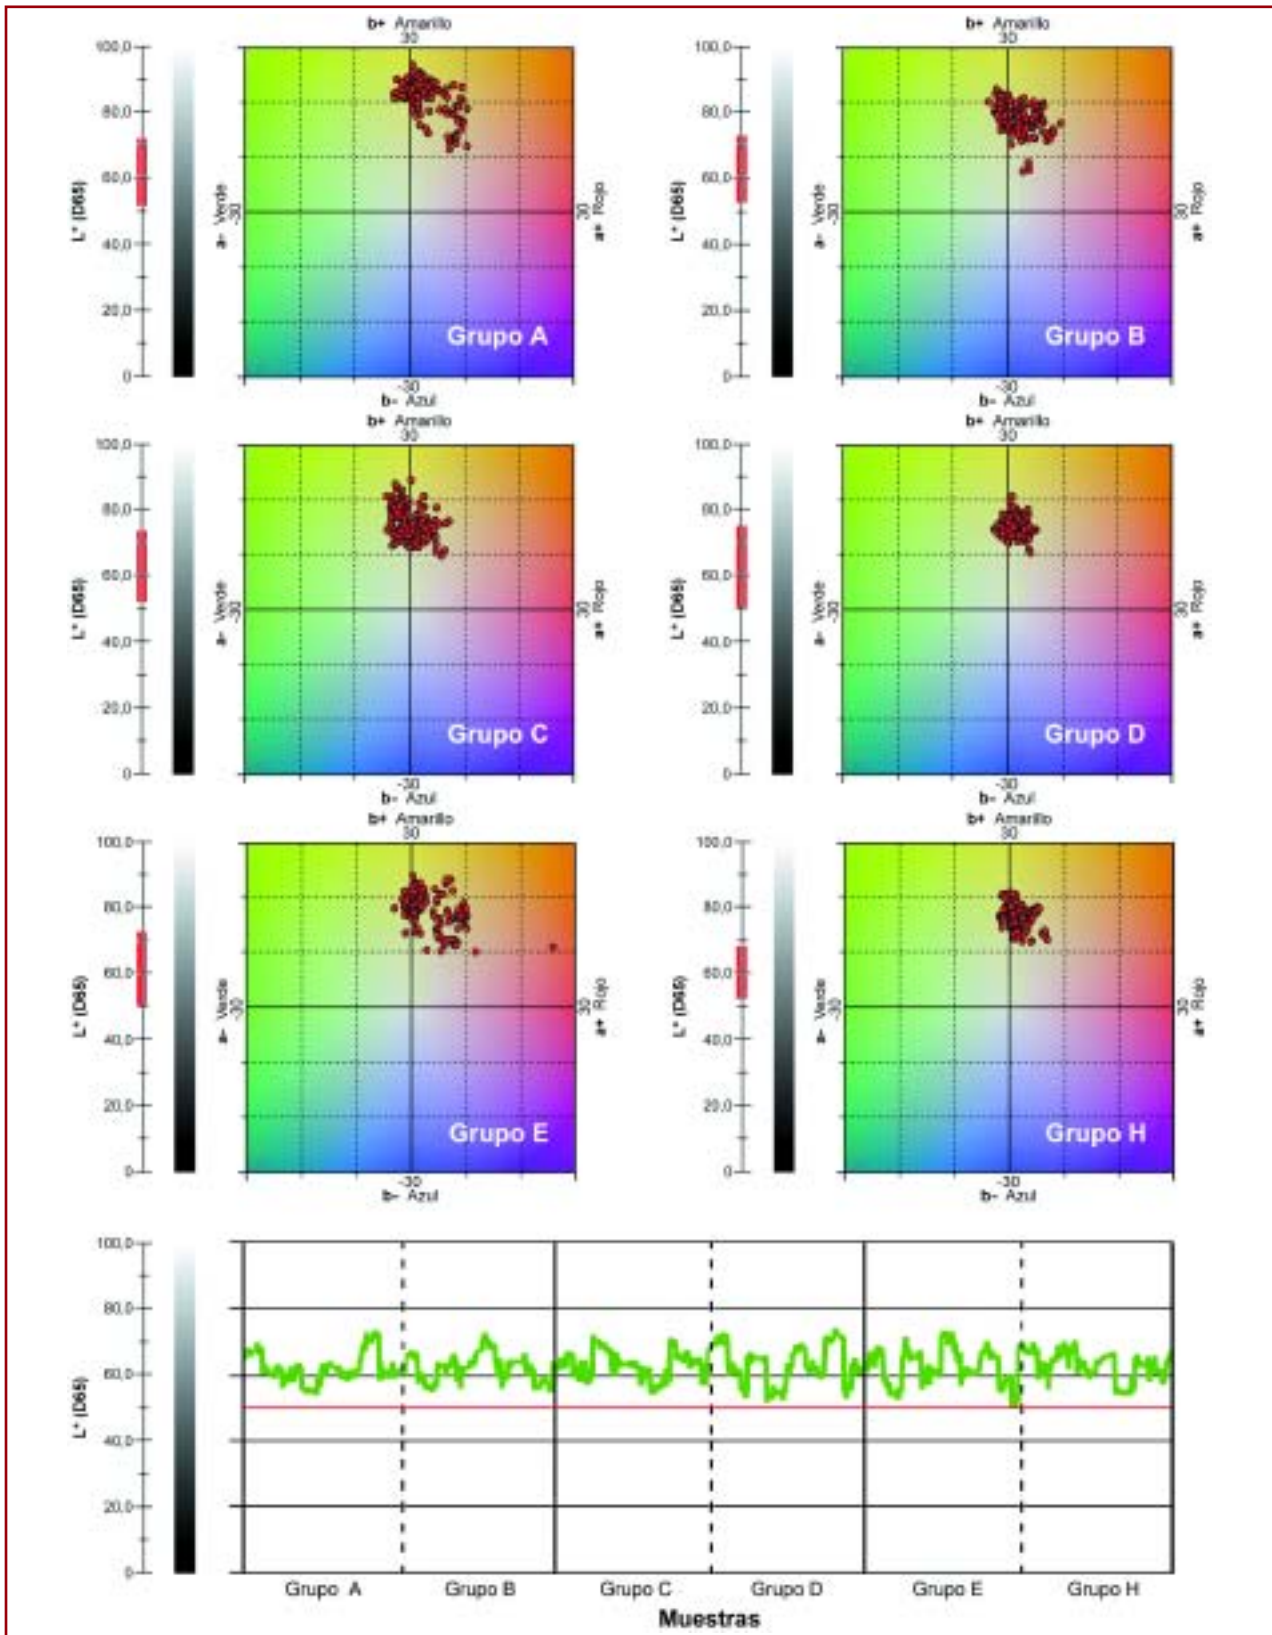 b+ Amarillo
30
100,0
80,0
60,0
40,0
20,0
0
L* (D65)
a- Verde
-30
30
a+ Rojo
Grupo A
-30
b- Azul
b+ Amarillo
30
100,0
80,0
60,0
40,0
20,0
0
L* (D65)
a- Verde
-30
30
a+ Rojo
Grupo B
-30
b- Azul
b+ Amarillo
30
100,0
80,0
60,0
40,0
20,0
0
L* (D65)
a- Verde
-30
30
a+ Rojo
Grupo C
-30
b- Azul
b+ Amarillo
30
100,0
80,0
60,0
40,0
20,0
0
L* (D65)
a- Verde
-30
30
a+ Rojo
Grupo D
-30
b- Azul
b+ Amarillo
30
100,0
80,0
60,0
40,0
20,0
0
L* (D65)
a- Verde
-30
30
a+ Rojo
Grupo E
-30
b- Azul
b+ Amarillo
30
100,0
80,0
60,0
40,0
20,0
0
L* (D65)
a- Verde
-30
30
a+ Rojo
Grupo H
-30
b- Azul
100,0
80,0
60,0
40,0
20,0
0
L* (D65)
Grupo A
Grupo B
Grupo C
Grupo D
Grupo E
Grupo H
Muestras